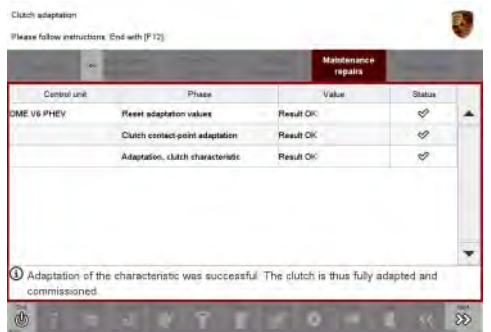 Clutch adaptation
Please follow instructions. End with [F12].
Maintenance
repairs
Control unit Phase Value Status
DME V6 PHEV Reset adaptation values Result OK
Clutch contact-point adaptation Result OK
Adaptation, clutch characteristic Result OK
Adaptation of the characteristic was successful. The clutch is thus fully adapted and
commissioned.